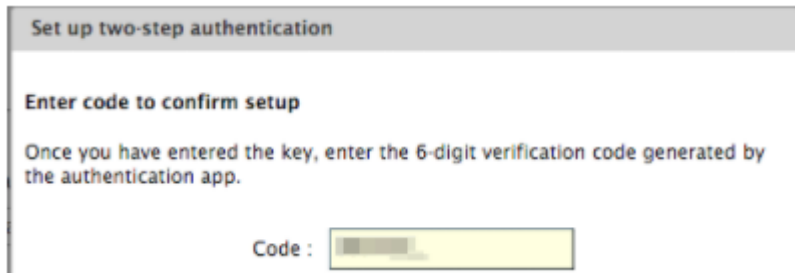 Set up two-step authentication
Enter code to confirm setup
Once you have entered the key, enter the 6-digit verification code generated by
the authentication app.
Code :